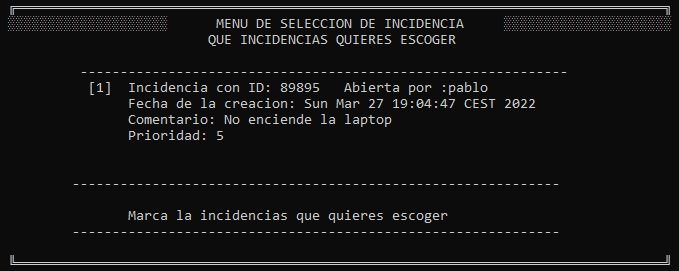 MENU DE SELECCION DE INCIDENCIA
QUE INCIDENCIAS QUIERES ESCOGER
[1] Incidencia con ID: 89895 Abierta por :pablo
Fecha de la creacion: Sun Mar 27 19:04:47 CEST 2022
Comentario: No enciende la laptop
Prioridad: 5
Marca la incidencias que quieres escoger